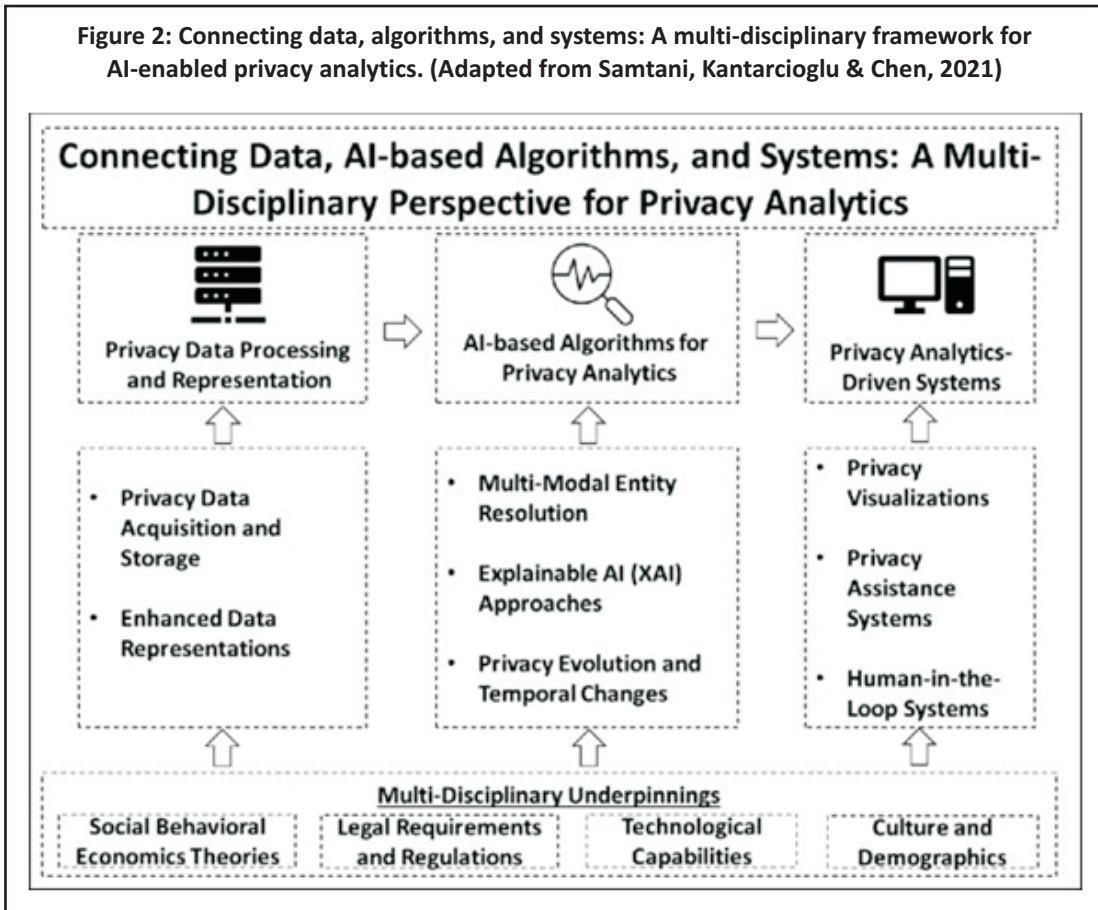 Figure 2: Connecting data, algorithms, and systems: A multi-disciplinary framework for
AI-enabled privacy analytics. (Adapted from Samtani, Kantarcioglu & Chen, 2021)
Connecting Data, AI-based Algorithms, and Systems: A Multi-
Disciplinary Perspective for Privacy Analytics
Privacy Data Processing
and Representation
AI-based Algorithms for
Privacy Analytics
Privacy Analytics-
Driven Systems
• Privacy Data
Acquisition and
Storage
• Enhanced Data
Representations
• Multi-Modal Entity
Resolution
• Explainable AI (XAI)
Approaches
• Privacy Evolution and
Temporal Changes
• Privacy
Visualizations
• Privacy
Assistance
Systems
• Human-in-the-
Loop Systems
Multi-Disciplinary Underpinnings
Social Behavioral
Economics Theories
Legal Requirements
and Regulations
Technological
Capabilities
Culture and
Demographics